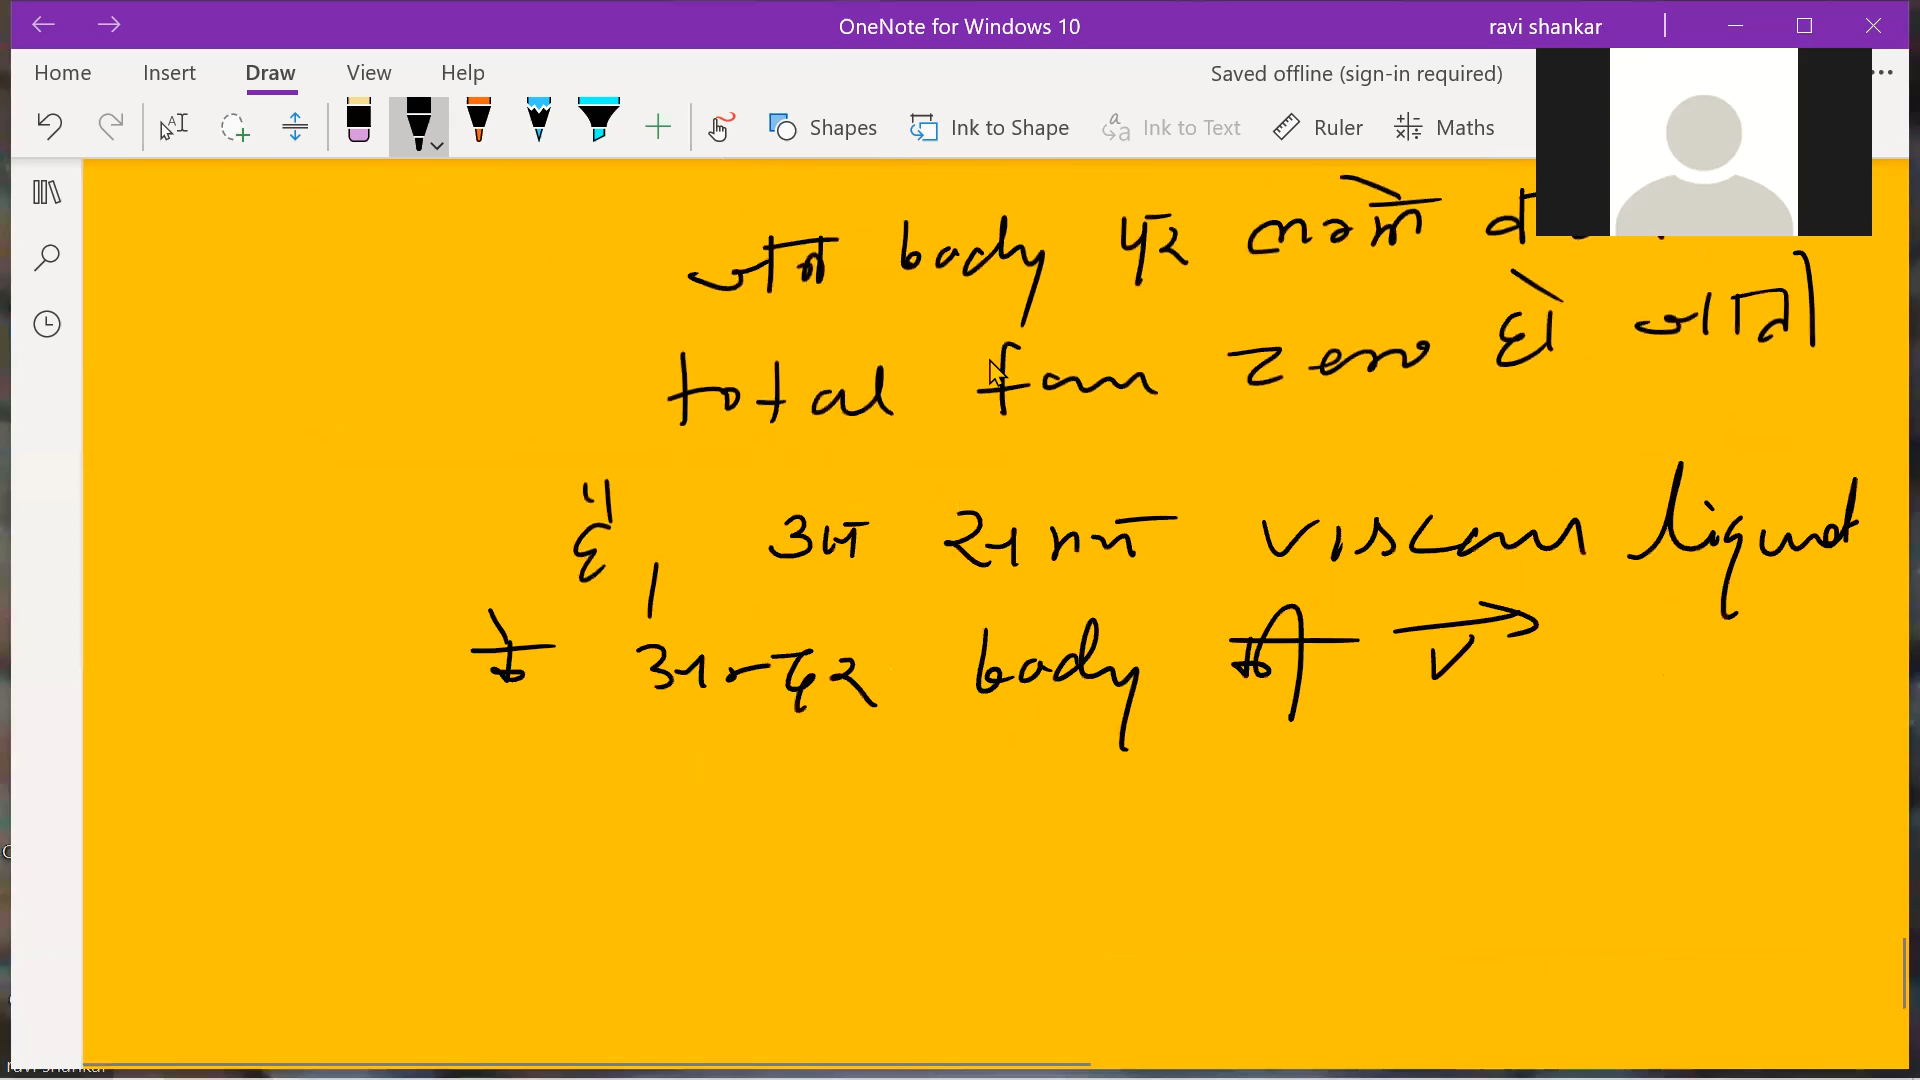 OneNote for Windows 10 ravi shankar
Home Insert Draw View Help Saved offline (sign-in required)
Shapes Ink to Shape Ink to Text Ruler Maths
जब body पर लगने
total force zero हो जाती
है, उस समय viscous liquid
के अन्दर body की v